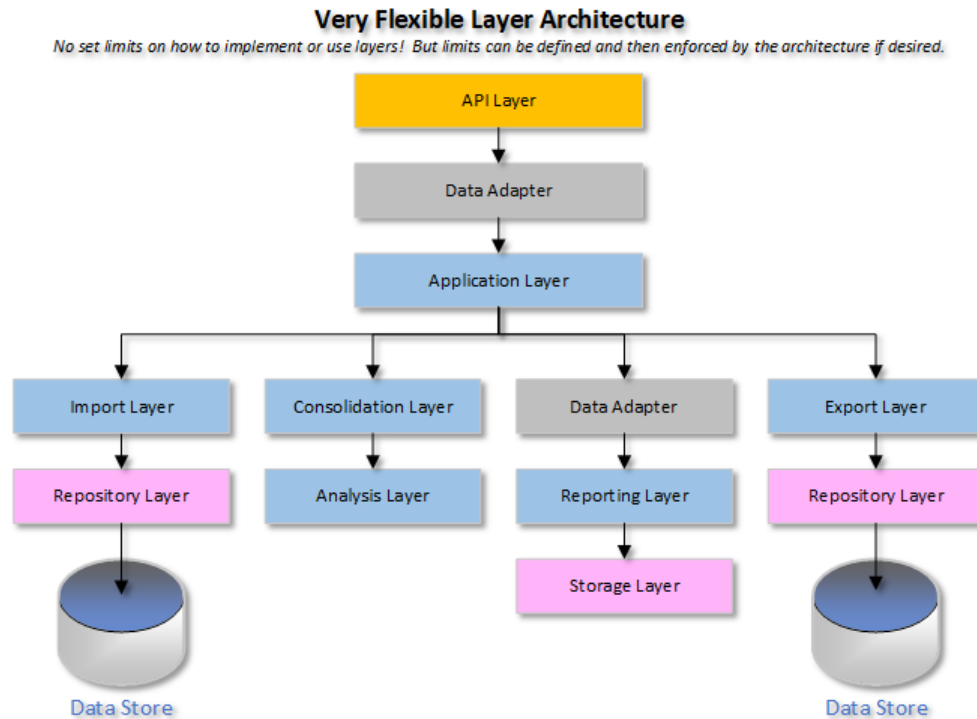 Very Flexible Layer Architecture
No set limits on how to implement or use layers! But limits can be defined and then enforced by the architecture if desired.
API Layer
Data Adapter
Application Layer
Import Layer
Consolidation Layer
Data Adapter
Export Layer
Repository Layer
Analysis Layer
Reporting Layer
Repository Layer
Storage Layer
Data Store
Data Store